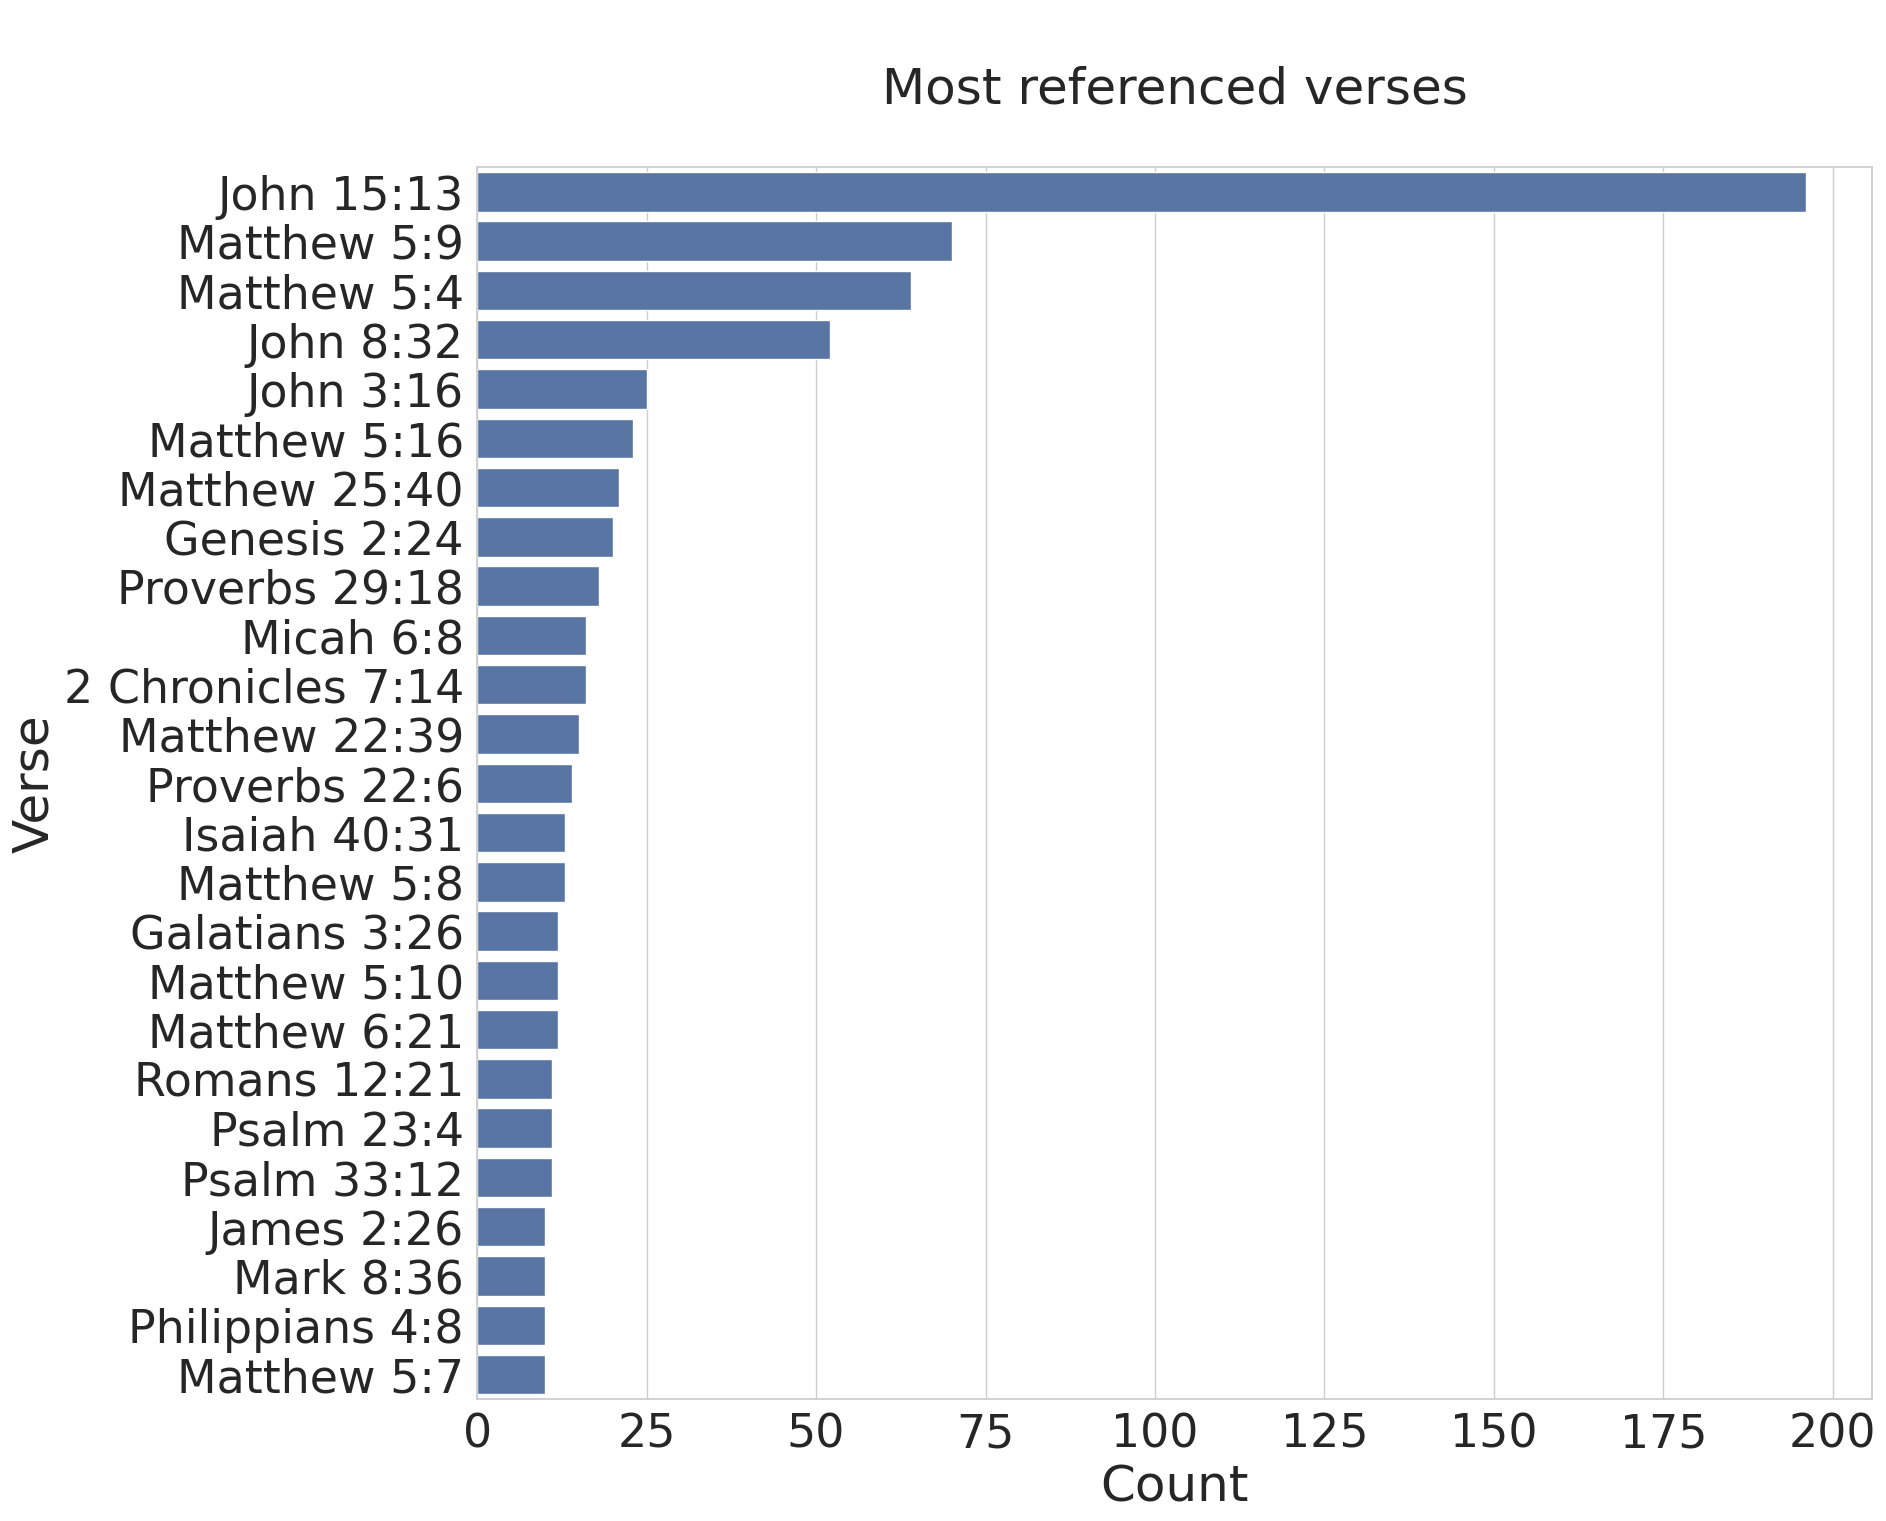 Most referenced verses
John 15:13
Matthew 5:9
Matthew 5:4
John 8:32
John 3:16
Matthew 5:16
Matthew 25:40
Genesis 2:24
Proverbs 29:18
Micah 6:8
2 Chronicles 7:14
Matthew 22:39
Proverbs 22:6
Isaiah 40:31
Matthew 5:8
Galatians 3:26
Matthew 5:10
Matthew 6:21
Romans 12:21
Psalm 23:4
Psalm 33:12
James 2:26
Mark 8:36
Philippians 4:8
Matthew 5:7
Verse
0 25 50 75 100 125 150 175 200
Count